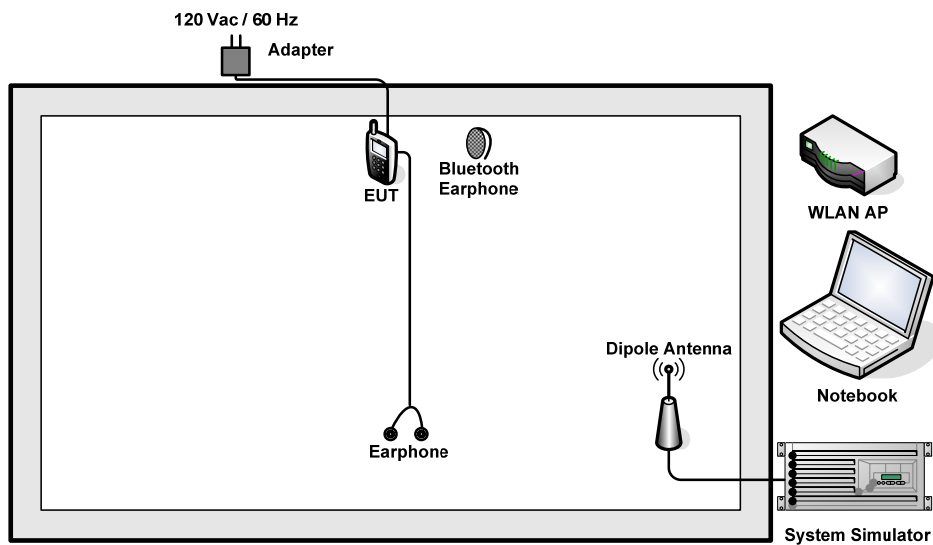 120 Vac / 60 Hz
Adapter
EUT
Bluetooth
Earphone
WLAN AP
Notebook
Dipole Antenna
Earphone
System Simulator